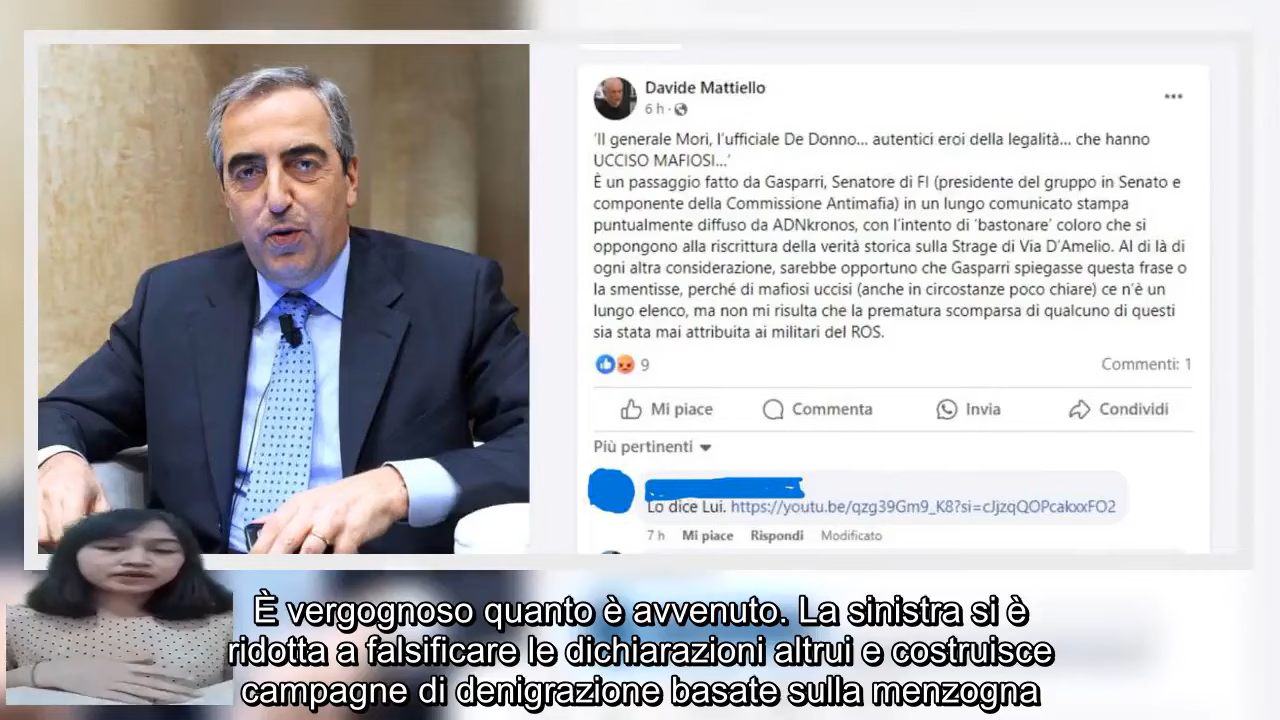 Davide Mattiello
6 h ·
'Il generale Mori, l'ufficiale De Donno... autentici eroi della legalità... che hanno
UCCISO MAFIOSI...'
È un passaggio fatto da Gasparri, Senatore di FI (presidente del gruppo in Senato e
componente della Commissione Antimafia) in un lungo comunicato stampa
puntualmente diffuso da ADNkronos, con l'intento di 'bastonare' coloro che si
oppongono alla riscrittura della verità storica sulla Strage di Via D'Amelio. Al di là di
ogni altra considerazione, sarebbe opportuno che Gasparri spiegasse questa frase o
la smentisse, perché di mafiosi uccisi (anche in circostanze poco chiare) ce n'è un
lungo elenco, ma non mi risulta che la prematura scomparsa di qualcuno di questi
sia stata mai attribuita ai militari del ROS.
9 Commenti: 1
Mi piace Commenta Invia Condividi
Più pertinenti
Lo dice Lui. https://youtu.be/qzg39Gm9_K8?si=cJjzqQOPcakxxFO2
7 h Mi piace Rispondi Modificato
È vergognoso quanto è avvenuto. La sinistra si è
ridotta a falsificare le dichiarazioni altrui e costruisce
campagne di denigrazione basate sulla menzogna